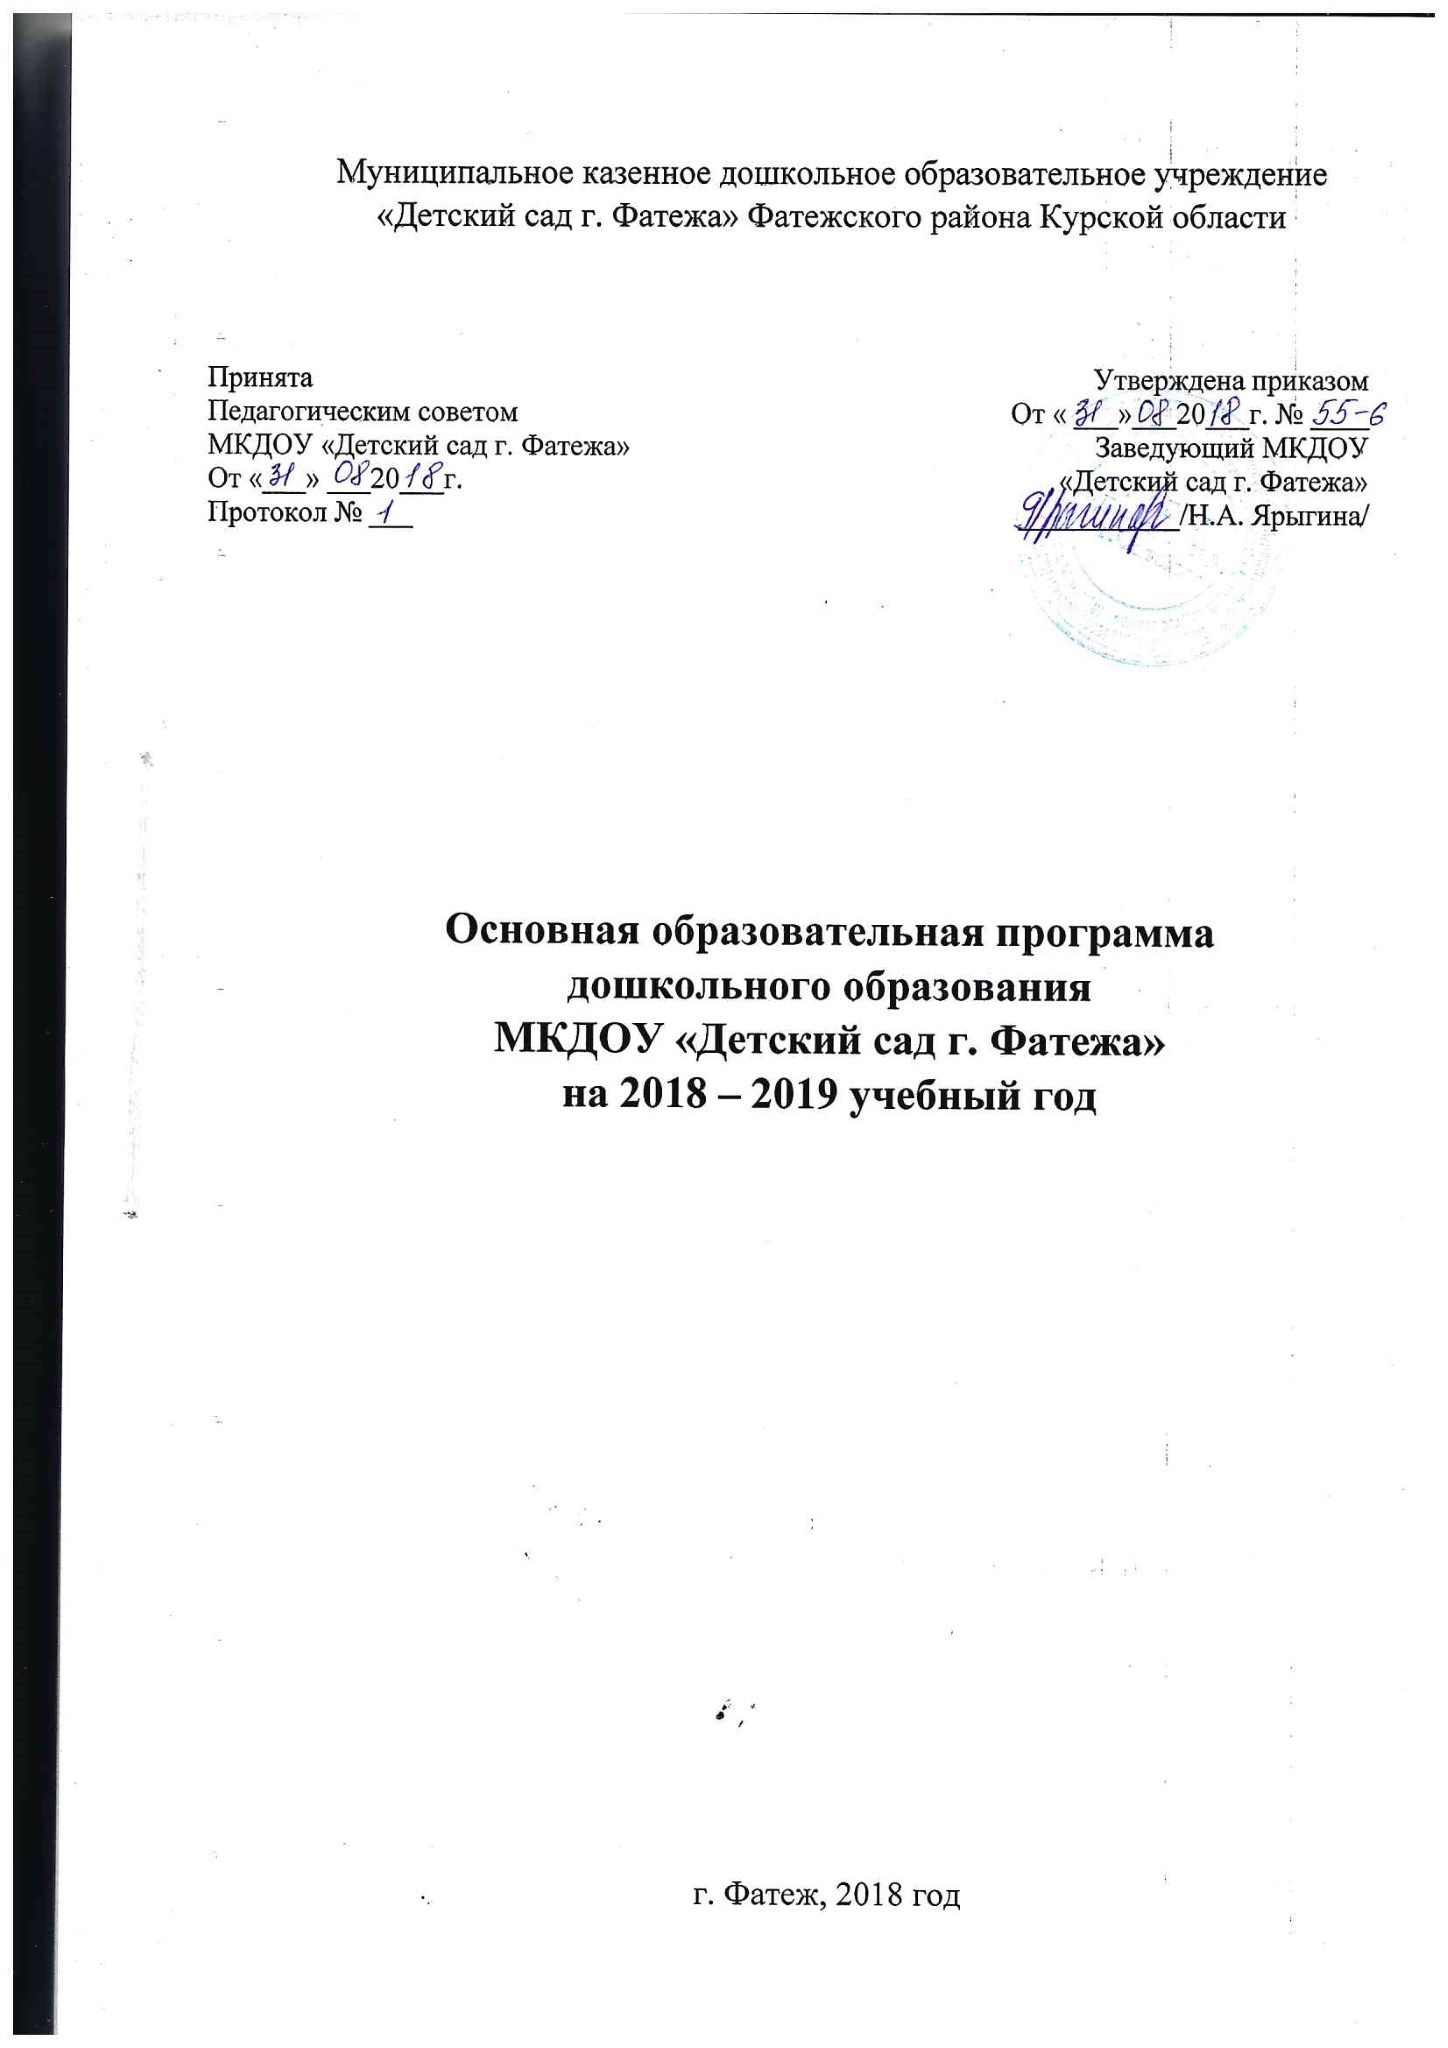 Муниципальное казенное дошкольное образовательное учреждение
«Детский сад г. Фатежа» Фатежского района Курской области
Принята
Педагогическим советом
МКДОУ «Детский сад г. Фатежа»
От «31» 08 2018 г.
Протокол № 1
Утверждена приказом
От «31» 08 2018 г. № 55-6
Заведующий МКДОУ
«Детский сад г. Фатежа»
/Н.А. Ярыгина/
Основная образовательная программа
дошкольного образования
МКДОУ «Детский сад г. Фатежа»
на 2018 – 2019 учебный год
г. Фатеж, 2018 год